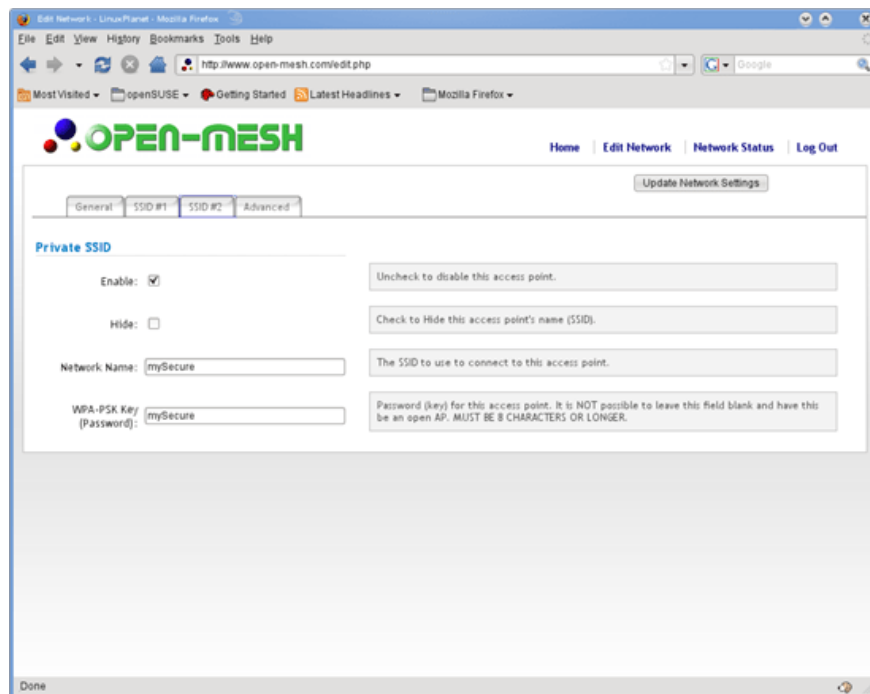 Edit Network - LinuxPlanet - Mozilla Firefox
File Edit View History Bookmarks Tools Help
http://www.open-mesh.com/edit.php
Google
Most Visited openSUSE Getting Started Latest Headlines Mozilla Firefox
OPEN-MESH
Home Edit Network Network Status Log Out
Update Network Settings
General SSID #1 SSID #2 Advanced
Private SSID
Enable: Uncheck to disable this access point.
Hide: Check to Hide this access point's name (SSID).
Network Name: mySecure The SSID to use to connect to this access point.
WPA-PSK Key (Password): mySecure
Password (key) for this access point. It is NOT possible to leave this field blank and have this
be an open AP. MUST BE 8 CHARACTERS OR LONGER.
Done